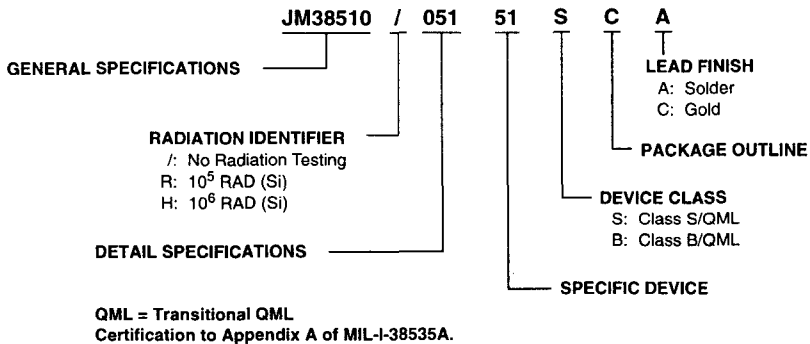 JM38510 / 051 51 S C A
GENERAL SPECIFICATIONS
LEAD FINISH
A: Solder
C: Gold
RADIATION IDENTIFIER
/: No Radiation Testing
R: 10⁵ RAD (Si)
H: 10⁶ RAD (Si)
PACKAGE OUTLINE
DEVICE CLASS
S: Class S/QML
B: Class B/QML
DETAIL SPECIFICATIONS
SPECIFIC DEVICE
QML = Transitional QML
Certification to Appendix A of MIL-I-38535A.